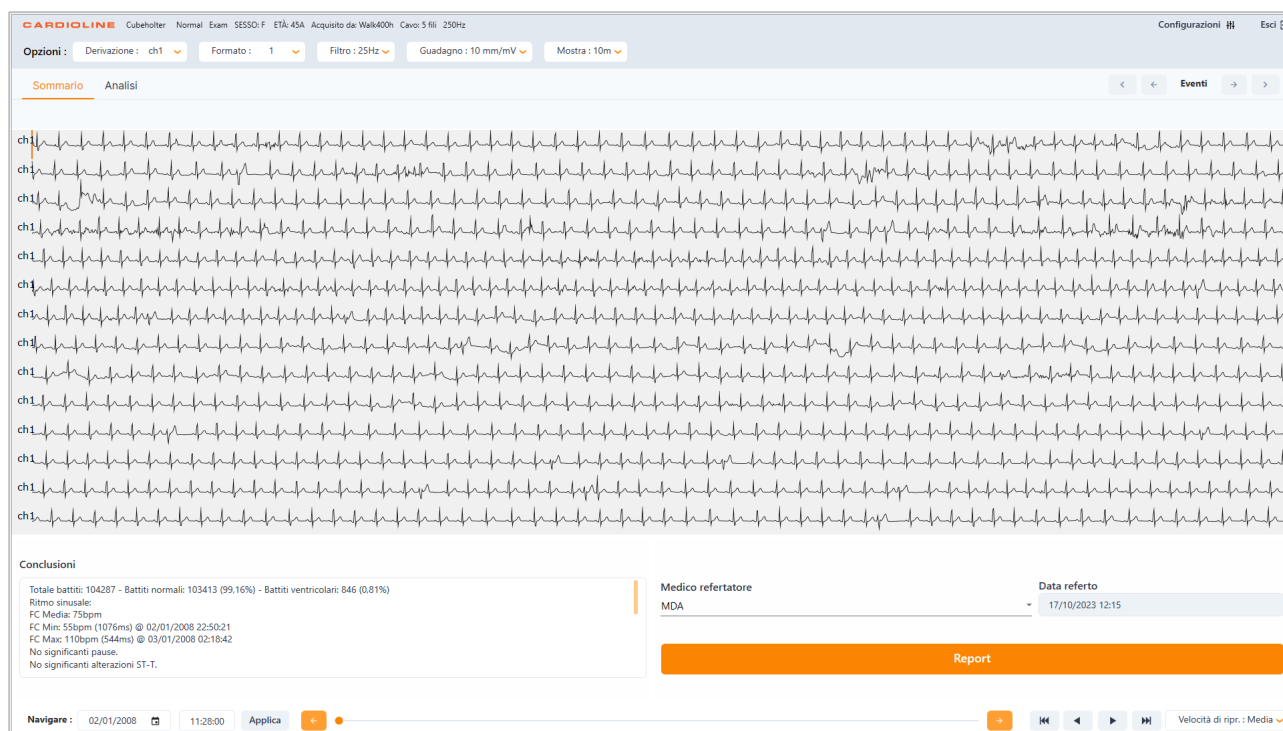 CARDIOLINE Cubeholter Normal Exam SESSO: F ETÀ: 45A Acquisito da: Walk400h Cavo: 5 fili 250Hz Configurazioni Esci
Opzioni : Derivazione : ch1 Formato : 1 Filtro : 25Hz Guadagno : 10 mm/mV Mostra : 10m
Sommario Analisi Eventi
ch1
ch1
ch1
ch1
ch1
ch1
ch1
ch1
ch1
ch1
ch1
ch1
ch1
ch1
Conclusioni
Totale battiti: 104287 - Battiti normali: 103413 (99,16%) - Battiti ventricolari: 846 (0,81%)
Ritmo sinusale:
FC Media: 75bpm
FC Min: 55bpm (1076ms) @ 02/01/2008 22:50:21
FC Max: 110bpm (544ms) @ 03/01/2008 02:18:42
No significanti pause.
No significanti alterazioni ST-T.
Medico refertatore
MDA
Data referto
17/10/2023 12:15
Report
Navigare : 02/01/2008 11:28:00 Applica Velocità di ripr. : Media